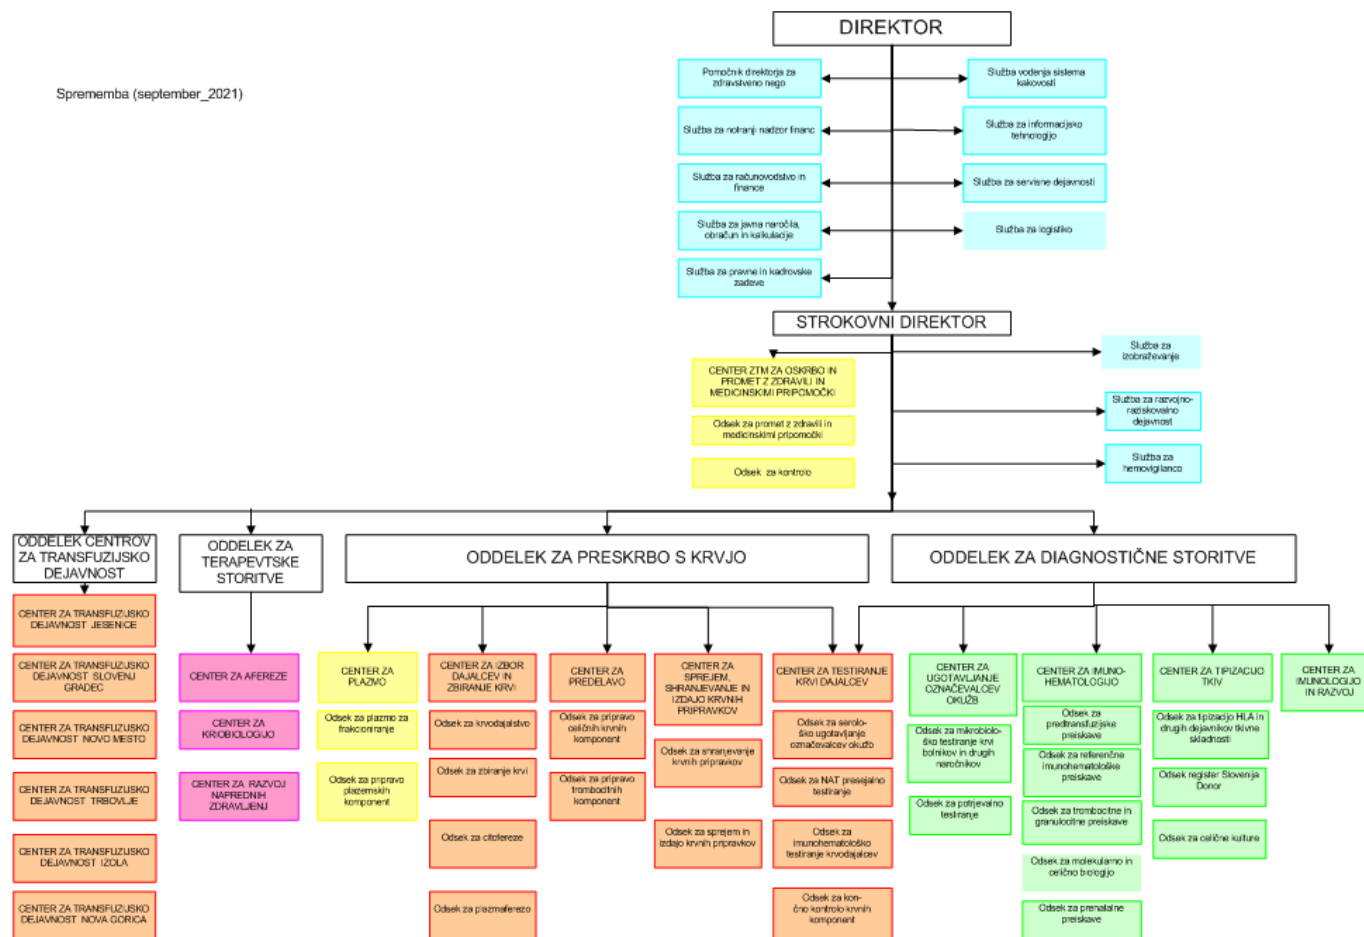 DIREKTOR
Sprememba (september_2021)
Pomočnik direktorja za
zdravstveno nego
Služba vodenja sistema
kakovosti
Služba za notranji nadzor financ
Služba za informacijsko
tehnologijo
Služba za računovodstvo in
finance
Služba za servisne dejavnosti
Služba za javna naročila,
obračun in kalkulacije
Služba za logistiko
Služba za pravne in kadrovske
zadeve
STROKOVNI DIREKTOR
Služba za
izobraževanje
CENTER ZTM ZA OSKRBO IN
PROMET Z ZDRAVILI IN
MEDICINSKIMI PRIPOMOČKI
Služba za razvojno-
raziskovalno
dejavnost
Odsek za promet z zdravili in
medicinskimi pripomočki
Služba za
hemovigilanco
Odsek za kontrolo
ODDELEK CENTROV
ZA TRANSFUZIJSKO
DEJAVNOST
ODDELEK ZA
TERAPEVTSKE
STORITVE
ODDELEK ZA PRESKRBO S KRVJO
ODDELEK ZA DIAGNOSTIČNE STORITVE
CENTER ZA TRANSFUZIJSKO
DEJAVNOST JESENICE
CENTER ZA TRANSFUZIJSKO
DEJAVNOST SLOVENJ
GRADEC
CENTER ZA TRANSFUZIJSKO
DEJAVNOST NOVO MESTO
CENTER ZA TRANSFUZIJSKO
DEJAVNOST TRBOVLJE
CENTER ZA TRANSFUZIJSKO
DEJAVNOST IZOLA
CENTER ZA TRANSFUZIJSKO
DEJAVNOST NOVA GORICA
CENTER ZA AFEREZE
CENTER ZA
KRIOBIOLOGIJO
CENTER ZA RAZVOJ
NAPREDNIH
ZDRAVLJENJ
CENTER ZA
PLAZMO
Odsek za plazmo za
frakcioniranje
Odsek za pripravo
plazemskih
komponent
CENTER ZA IZBOR
DAJALCEV IN
ZBIRANJE KRVI
Odsek za krvodajalstvo
Odsek za zbiranje krvi
Odsek za citofereze
Odsek za plazmaferezo
CENTER ZA
PREDELAVO
Odsek za pripravo
celičnih krvnih
komponent
Odsek za pripravo
trombocitnih
komponent
CENTER ZA
SPREJEM,
SHRANJEVANJE IN
IZDAJO KRVNIH
PRIPRAVKOV
Odsek za shranjevanje
krvnih pripravkov
Odsek za sprejem in
izdajo krvnih pripravkov
CENTER ZA TESTIRANJE
KRVI DAJALCEV
Odsek za serolo-
ško ugotavljanje
označevalcev okužb
Odsek za NAT presejalno
testiranje
Odsek za
imunohematološko
testiranje krvodajalcev
Odsek za kon-
čno kontrolo krvnih
komponent
CENTER ZA
UGOTAVLJANJE
OZNAČEVALCEV
OKUŽB
Odsek za mikrobiolo-
ško testiranje krvi
bolnikov in drugih
naročnikov
Odsek za potrjevalno
testiranje
CENTER ZA IMUNO-
HEMATOLOGIJO
Odsek za
predtransfuzijske
preiskave
Odsek za referenčne
imunohematološke
preiskave
Odsek za trombocitne in
granulocitne preiskave
Odsek za molekularno in
celično biologijo
Odsek za prenatalne
preiskave
CENTER ZA TIPIZACIJO
TKIV
Odsek za tipizacijo HLA in
drugih dejavnikov tkivne
skladnosti
Odsek register Slovenija
Donor
Odsek za celične kulture
CENTER ZA
IMUNOLOGIJO
IN RAZVOJ